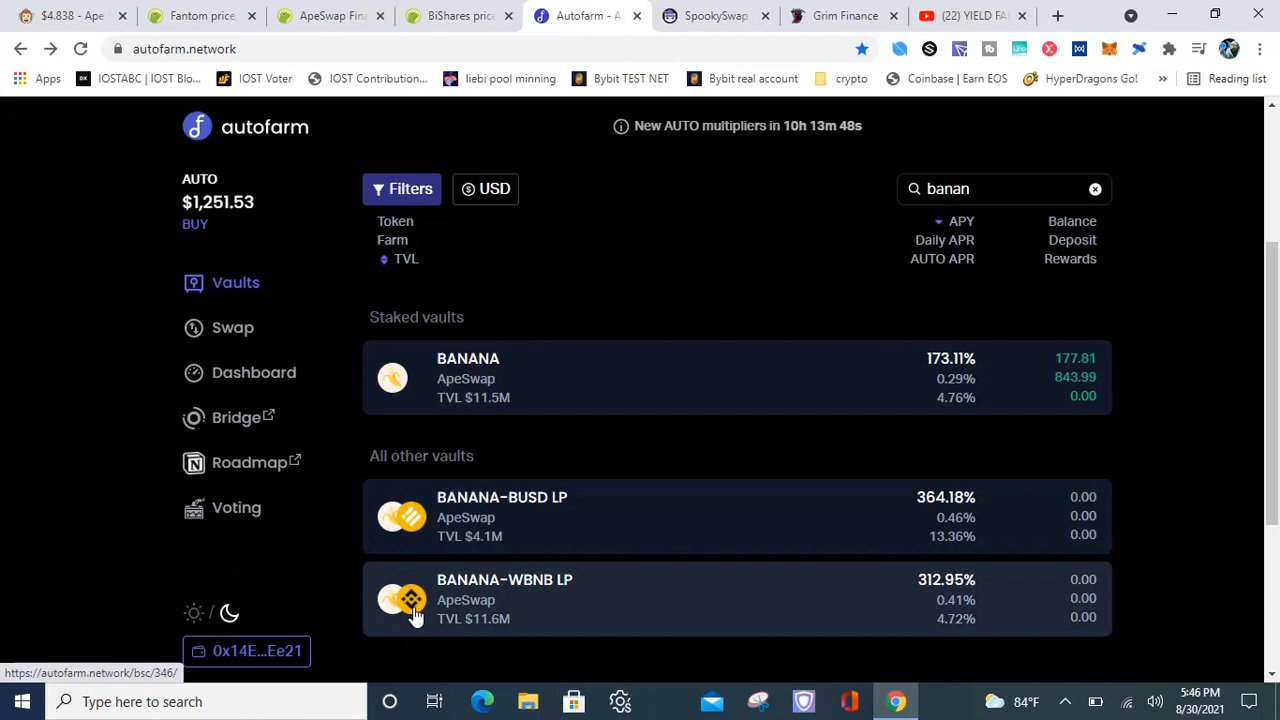 $4.838 - Ape S
Fantom price,
ApeSwap Fina
BiShares price
Autofarm - A
SpookySwap
Grim Finance
(22) YIELD FA
autofarm.network
Apps
IOSTABC | IOST Blo...
IOST Voter
IOST Contribution...
liebi pool minning
Bybit TEST NET
Bybit real account
crypto
Coinbase | Earn EOS
HyperDragons Go!
»
Reading list
autofarm
New AUTO multipliers in 10h 13m 48s
AUTO
$1,251.53
BUY
Filters
USD
banan
Token
Farm
TVL
APY
Daily APR
AUTO APR
Balance
Deposit
Rewards
Vaults
Swap
Dashboard
Bridge
Roadmap
Voting
Staked vaults
BANANA
ApeSwap
TVL $11.5M
173.11%
0.29%
4.76%
177.81
843.99
0.00
All other vaults
BANANA-BUSD LP
ApeSwap
TVL $4.1M
364.18%
0.46%
13.36%
0.00
0.00
0.00
BANANA-WBNB LP
ApeSwap
TVL $11.6M
312.95%
0.41%
4.72%
0.00
0.00
0.00
/
0x14E...Ee21
https://autofarm.network/bsc/346/
Type here to search
84°F
5:46 PM
8/30/2021